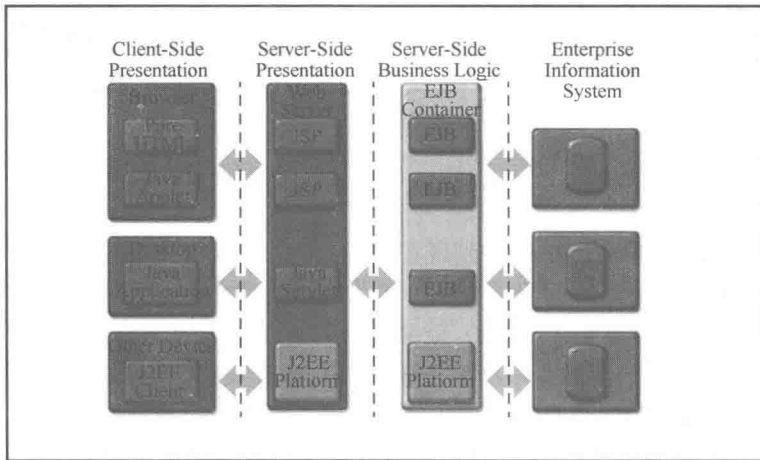 Client-Side
Presentation
Server-Side
Presentation
Server-Side
Business Logic
Enterprise
Information
System
Browser
Pure
HTML
Java
Applet
Desktop
Java
Application
Other Device
J2EE
Client
Web
Server
JSP
JSP
Java
Servlet
J2EE
Platiorm
EJB
Container
EJB
EJB
EJB
J2EE
Platiorm